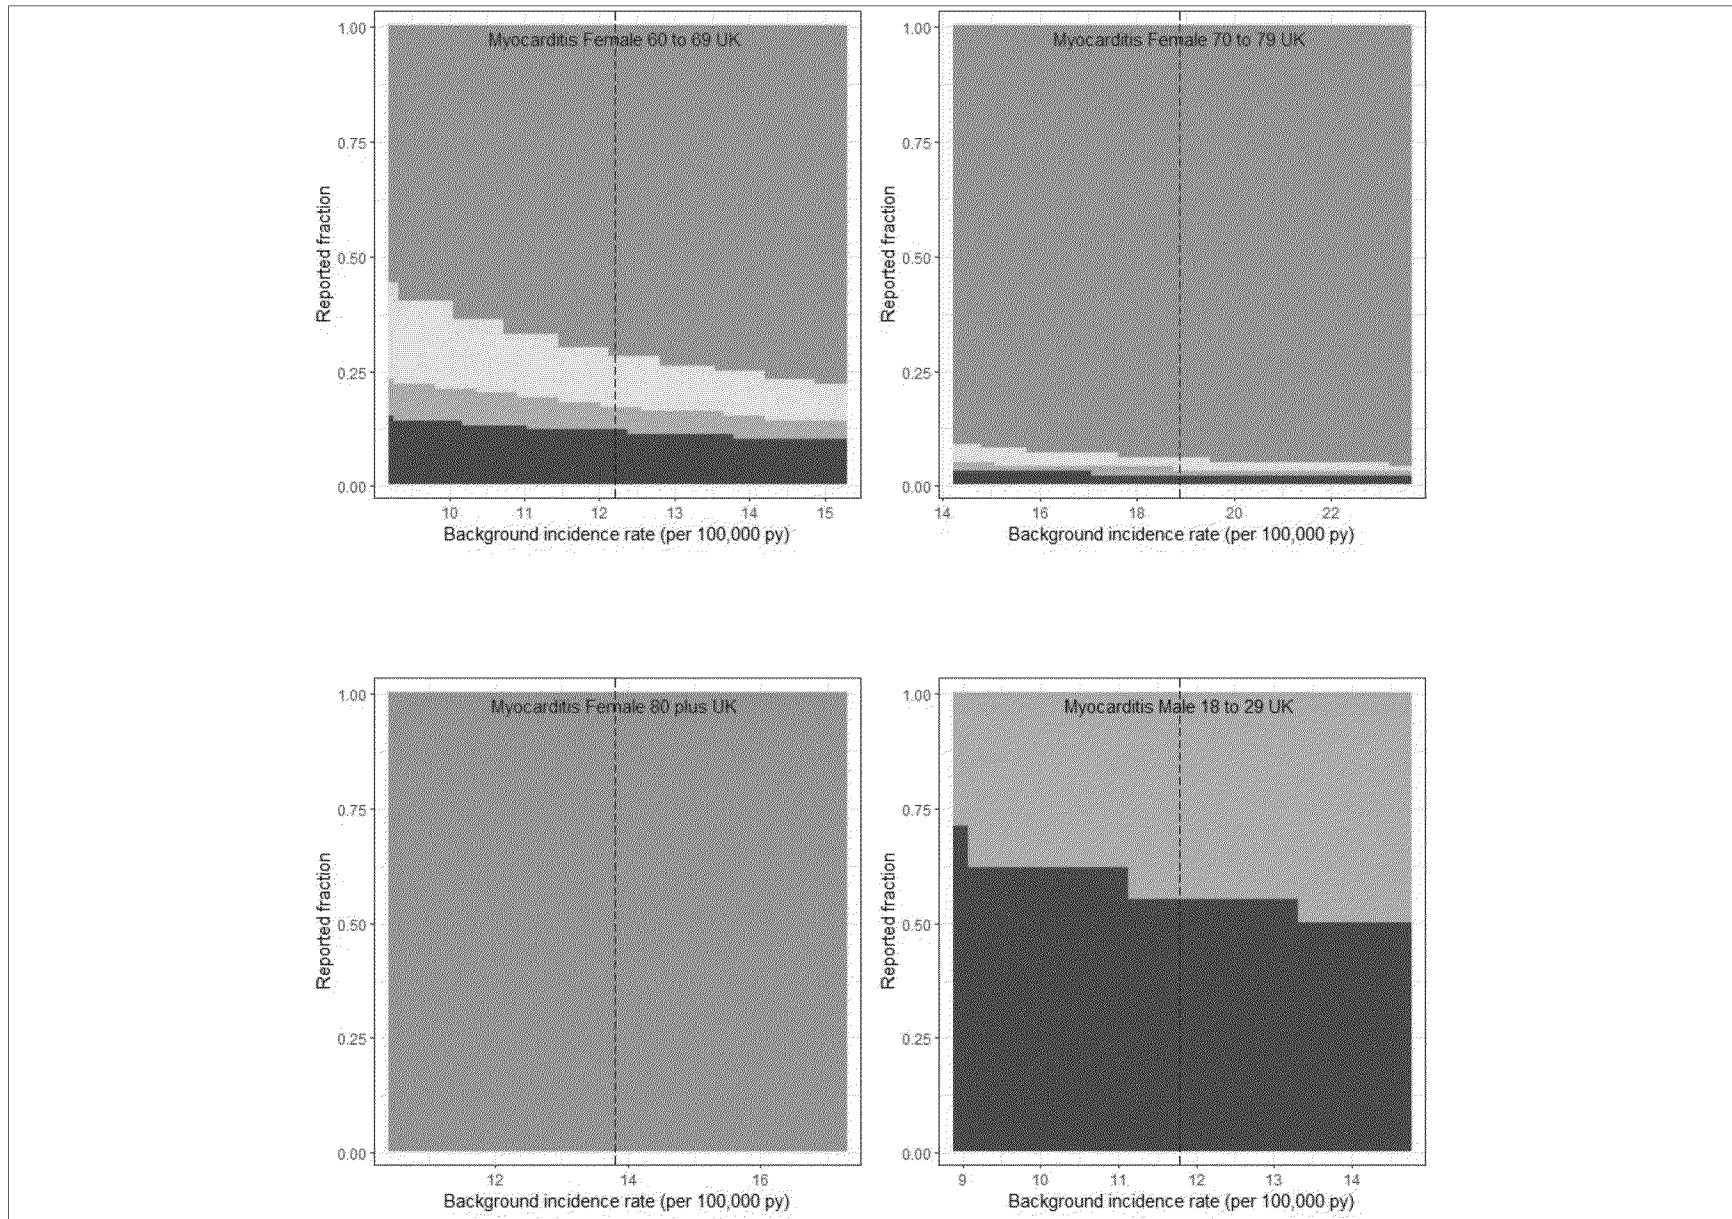 Myocarditis Female 60 to 69 UK
1.00
0.75
0.50
0.25
0.00
Reported fraction
10 11 12 13 14 15
Background incidence rate (per 100,000 py)
Myocarditis Female 70 to 79 UK
1.00
0.75
0.50
0.25
0.00
Reported fraction
14 16 18 20 22
Background incidence rate (per 100,000 py)
Myocarditis Female 80 plus UK
1.00
0.75
0.50
0.25
0.00
Reported fraction
12 14 16
Background incidence rate (per 100,000 py)
Myocarditis Male 18 to 29 UK
1.00
0.75
0.50
0.25
0.00
Reported fraction
9 10 11 12 13 14
Background incidence rate (per 100,000 py)